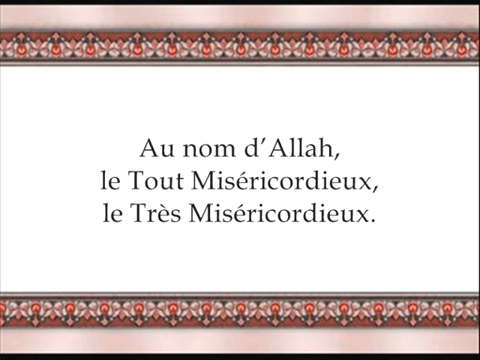 Au nom d’Allah,
le Tout Miséricordieux,
le Très Miséricordieux.